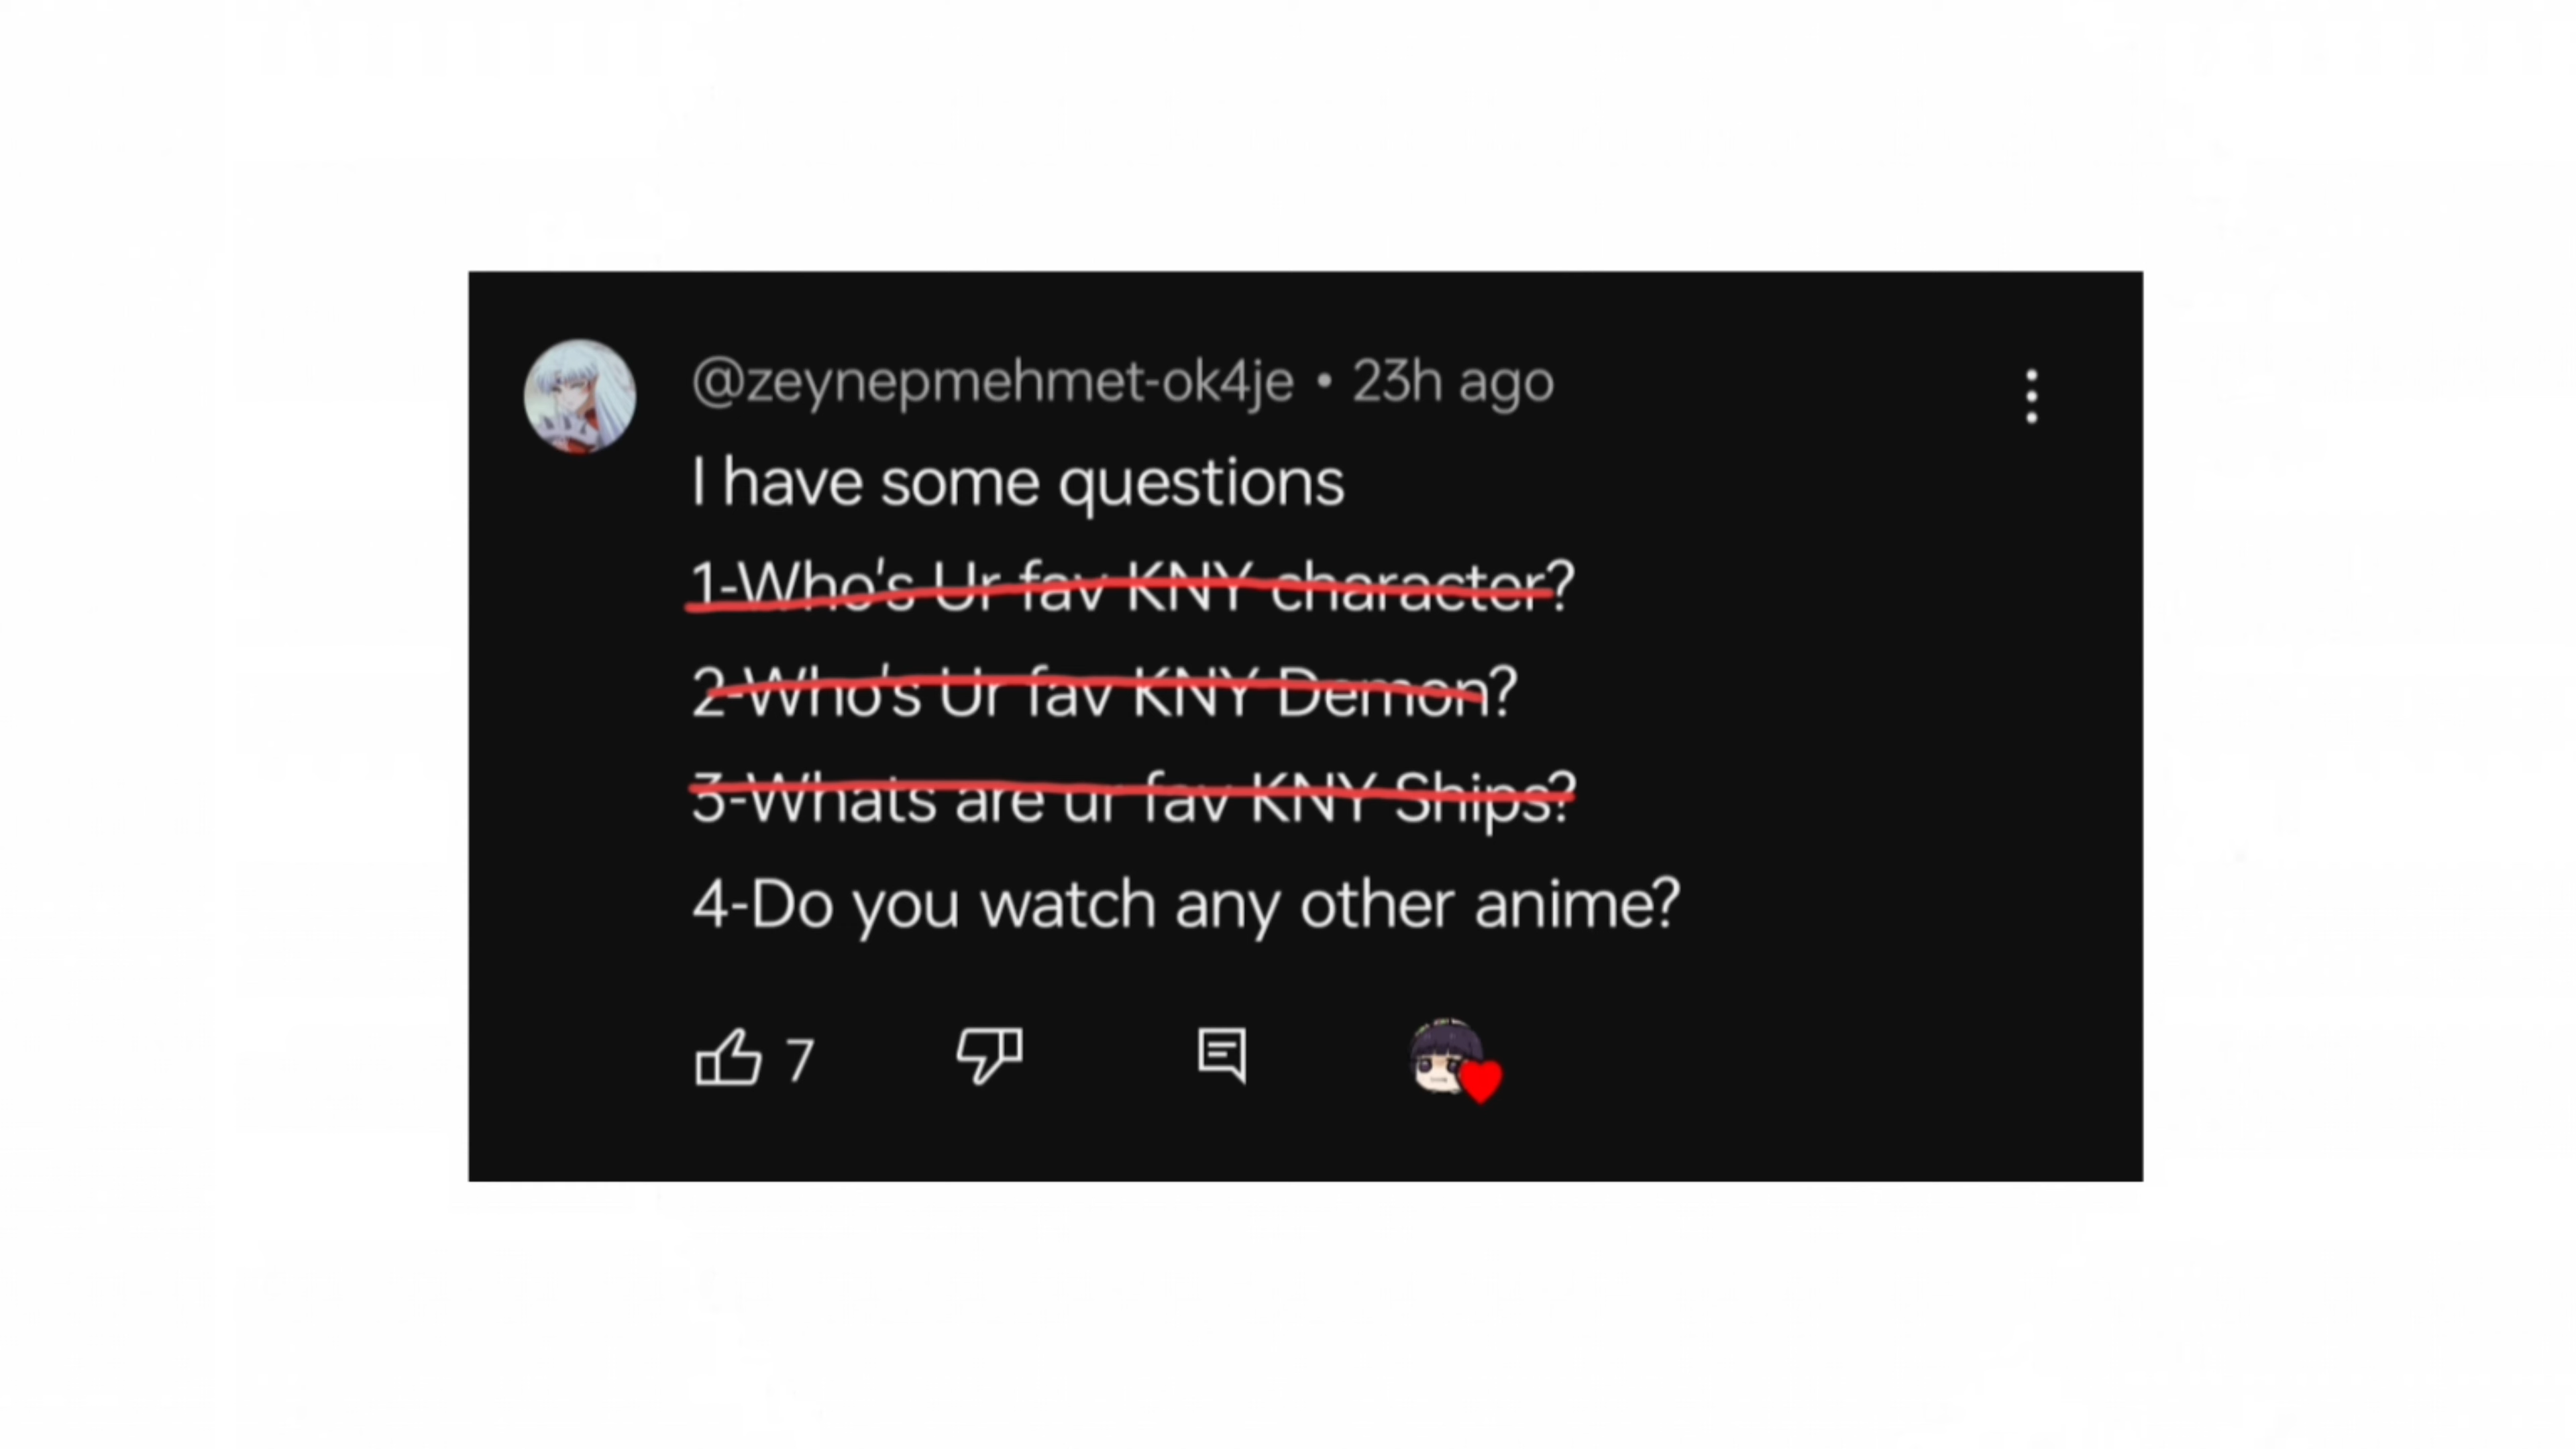 @zeynepmehmet-ok4je • 23h ago
I have some questions
1-Who's Ur fav KNY character?
2-Who's Ur fav KNY Demon?
3-Whats are ur fav KNY Ships?
4-Do you watch any other anime?
7